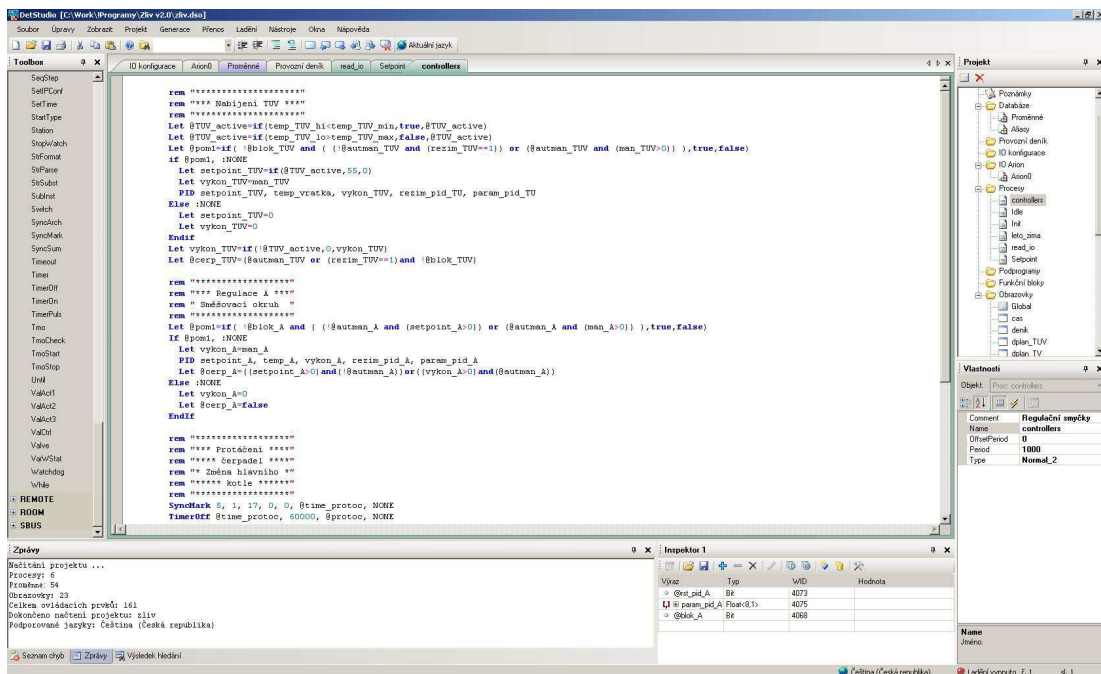 DetStudio [C:\Work\!Programy\Zliv v2.0\zliv.dso]
Soubor Úpravy Zobrazit Projekt Generace Přenos Ladění Nástroje Okna Nápověda
Aktuální jazyk
Toolbox
SeqStep
SetIPConf
SetTime
StartType
Station
StopWatch
StrFormat
StrParse
StrSubst
SubInst
Switch
SyncArch
SyncMark
SyncSum
Timeout
Timer
TimerOff
TimerOn
TimerPuls
Tmo
TmoCheck
TmoStart
TmoStop
Until
ValAct1
ValAct2
ValAct3
ValCtrl
Valve
VarWStat
Watchdog
While
REMOTE
ROOM
SBUS
IO konfigurace Arion0 Proměnné Provozní deník read_io Setpoint controllers
rem "********************"
rem "*** Nabíjení TUV ***"
rem "********************"
Let @TUV_active=if(temp_TUV_hi<temp_TUV_min,true,@TUV_active)
Let @TUV_active=if(temp_TUV_lo>temp_TUV_max,false,@TUV_active)
Let @pom1=if( !@blok_TUV and ( (!@autman_TUV and (rezim_TUV==1)) or (@autman_TUV and (man_TUV>0)) ),true,false)
if @pom1, :NONE
Let setpoint_TUV=if(@TUV_active,55,0)
Let vykon_TUV=man_TUV
PID setpoint_TUV, temp_vratka, vykon_TUV, rezim_pid_TU, param_pid_TU
Else :NONE
Let setpoint_TUV=0
Let vykon_TUV=0
Endif
Let vykon_TUV=if(!@TUV_active,0,vykon_TUV)
Let @cerp_TUV=(@autman_TUV or (rezim_TUV==1)and !@blok_TUV)
rem "******************"
rem "*** Regulace A ***"
rem " Směšovací okruh  "
rem "******************"
Let @pom1=if( !@blok_A and ( (!@autman_A and (setpoint_A>0)) or (@autman_A and (man_A>0)) ),true,false)
If @pom1, :NONE
Let vykon_A=man_A
PID setpoint_A, temp_A, vykon_A, rezim_pid_A, param_pid_A
Let @cerp_A=((setpoint_A>0)and(!@autman_A))or((vykon_A>0)and(@autman_A))
Else :NONE
Let vykon_A=0
Let @cerp_A=false
EndIf
rem "******************"
rem "*** Protáčení ****"
rem "**** čerpadel ****"
rem "* Změna hlavního *"
rem "***** kotle ******"
rem "******************"
SyncMark 5, 1, 17, 0, 0, @time_protoc, NONE
TimerOff @time_protoc, 60000, @protoc, NONE
Projekt
Poznámky
Databáze
Proměnné
Aliasy
Provozní deník
IO konfigurace
IO Arion
Arion0
Procesy
controllers
Idle
Init
leto_zima
read_io
Setpoint
Podprogramy
Funkční bloky
Obrazovky
Global
cas
denik
dplan_TUV
dplan_TV
Vlastnosti
Objekt: Proc: controllers
Comment Regulační smyčky
Name controllers
OffsetPeriod 0
Period 1000
Type Normal_2
Name
Jméno.
Zprávy
Načítání projektu ...
Procesy: 6
Proměnné: 54
Obrazovky: 23
Celkem ovládacích prvků: 161
Dokončeno načtení projektu: zliv
Podporované jazyky: Čeština (Česká republika)
Seznam chyb Zprávy Výsledek hledání
Inspektor 1
Výraz Typ WID Hodnota
@rst_pid_A Bit 4073
param_pid_A Float<8,1> 4075
@blok_A Bit 4068
Čeština (Česká republika) Ladění vypnuto ř. 1 sl. 1